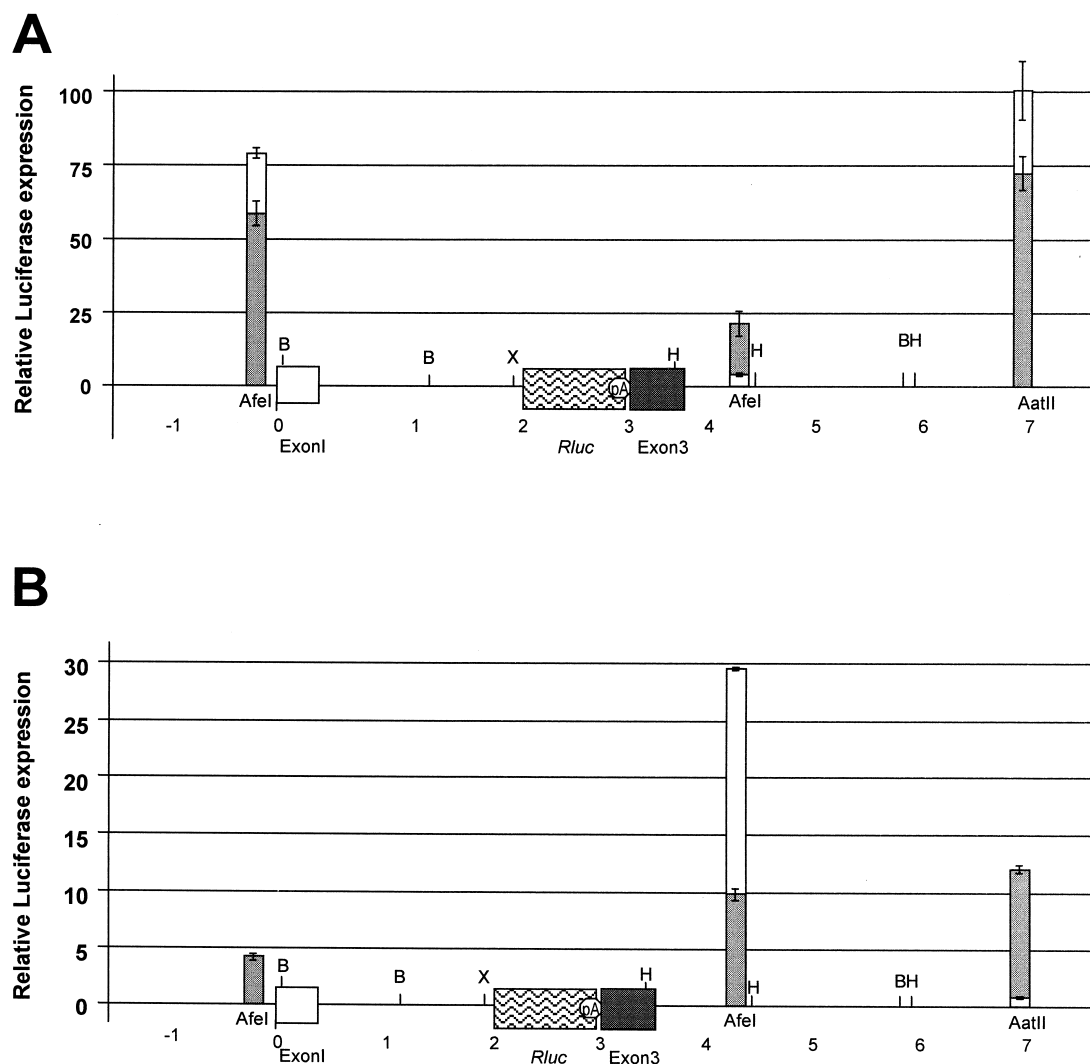 A
Relative Luciferase expression
100
75
50
25
0
B
B
X
H
H
BH
pA
AfeI
AfeI
AatII
-1
0
1
2
3
4
5
6
7
ExonI
Rluc
Exon3
B
Relative Luciferase expression
30
25
20
15
10
5
0
B
B
X
H
H
BH
pA
AfeI
AfeI
AatII
-1
0
1
2
3
4
5
6
7
ExonI
Rluc
Exon3